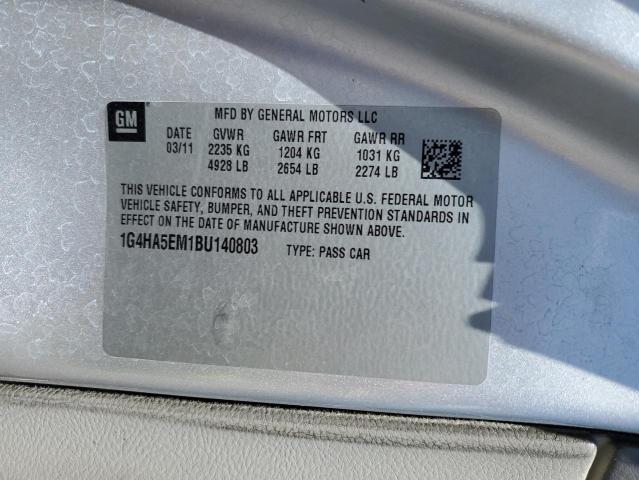 GM
MFD BY GENERAL MOTORS LLC
DATE GVWR GAWR FRT GAWR RR
03/11 2235 KG 1204 KG 1031 KG
4928 LB 2654 LB 2274 LB
THIS VEHICLE CONFORMS TO ALL APPLICABLE U.S. FEDERAL MOTOR
VEHICLE SAFETY, BUMPER, AND THEFT PREVENTION STANDARDS IN
EFFECT ON THE DATE OF MANUFACTURE SHOWN ABOVE.
1G4HA5EM1BU140803 TYPE: PASS CAR